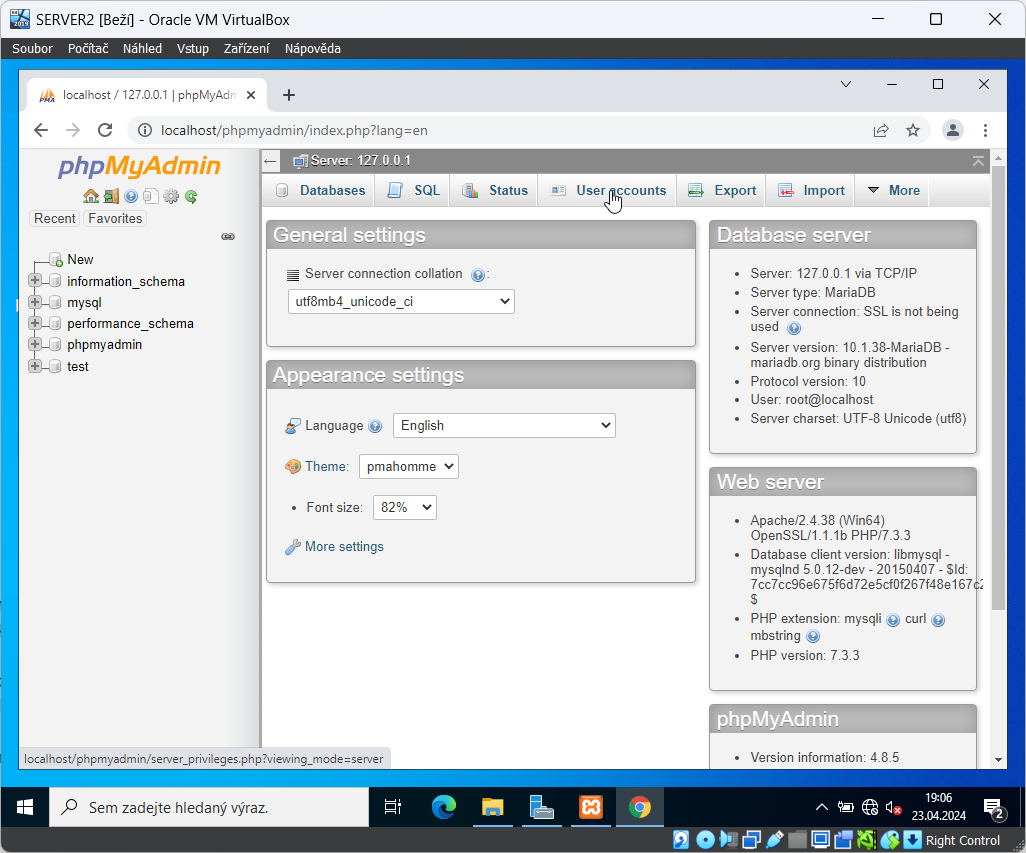 SERVER2 [Beží] - Oracle VM VirtualBox
Soubor Počítač Náhled Vstup Zařízení Nápověda
localhost / 127.0.0.1 | phpMyAdm
localhost/phpmyadmin/index.php?lang=en
phpMyAdmin
Recent Favorites
New
information_schema
mysql
performance_schema
phpmyadmin
test
Server: 127.0.0.1
Databases SQL Status User accounts Export Import More
General settings
Server connection collation :
utf8mb4_unicode_ci
Appearance settings
Language English
Theme: pmahomme
• Font size: 82%
More settings
Database server
• Server: 127.0.0.1 via TCP/IP
• Server type: MariaDB
• Server connection: SSL is not being
used
• Server version: 10.1.38-MariaDB -
mariadb.org binary distribution
• Protocol version: 10
• User: root@localhost
• Server charset: UTF-8 Unicode (utf8)
Web server
• Apache/2.4.38 (Win64)
OpenSSL/1.1.1b PHP/7.3.3
• Database client version: libmysql -
mysqlnd 5.0.12-dev - 20150407 - $Id:
7cc7cc96e675f6d72e5cf0f267f48e167c2
$
• PHP extension: mysqli curl
mbstring
• PHP version: 7.3.3
phpMyAdmin
• Version information: 4.8.5
localhost/phpmyadmin/server_privileges.php?viewing_mode=server
Sem zadejte hledaný výraz.
19:06
23.04.2024
2
Right Control